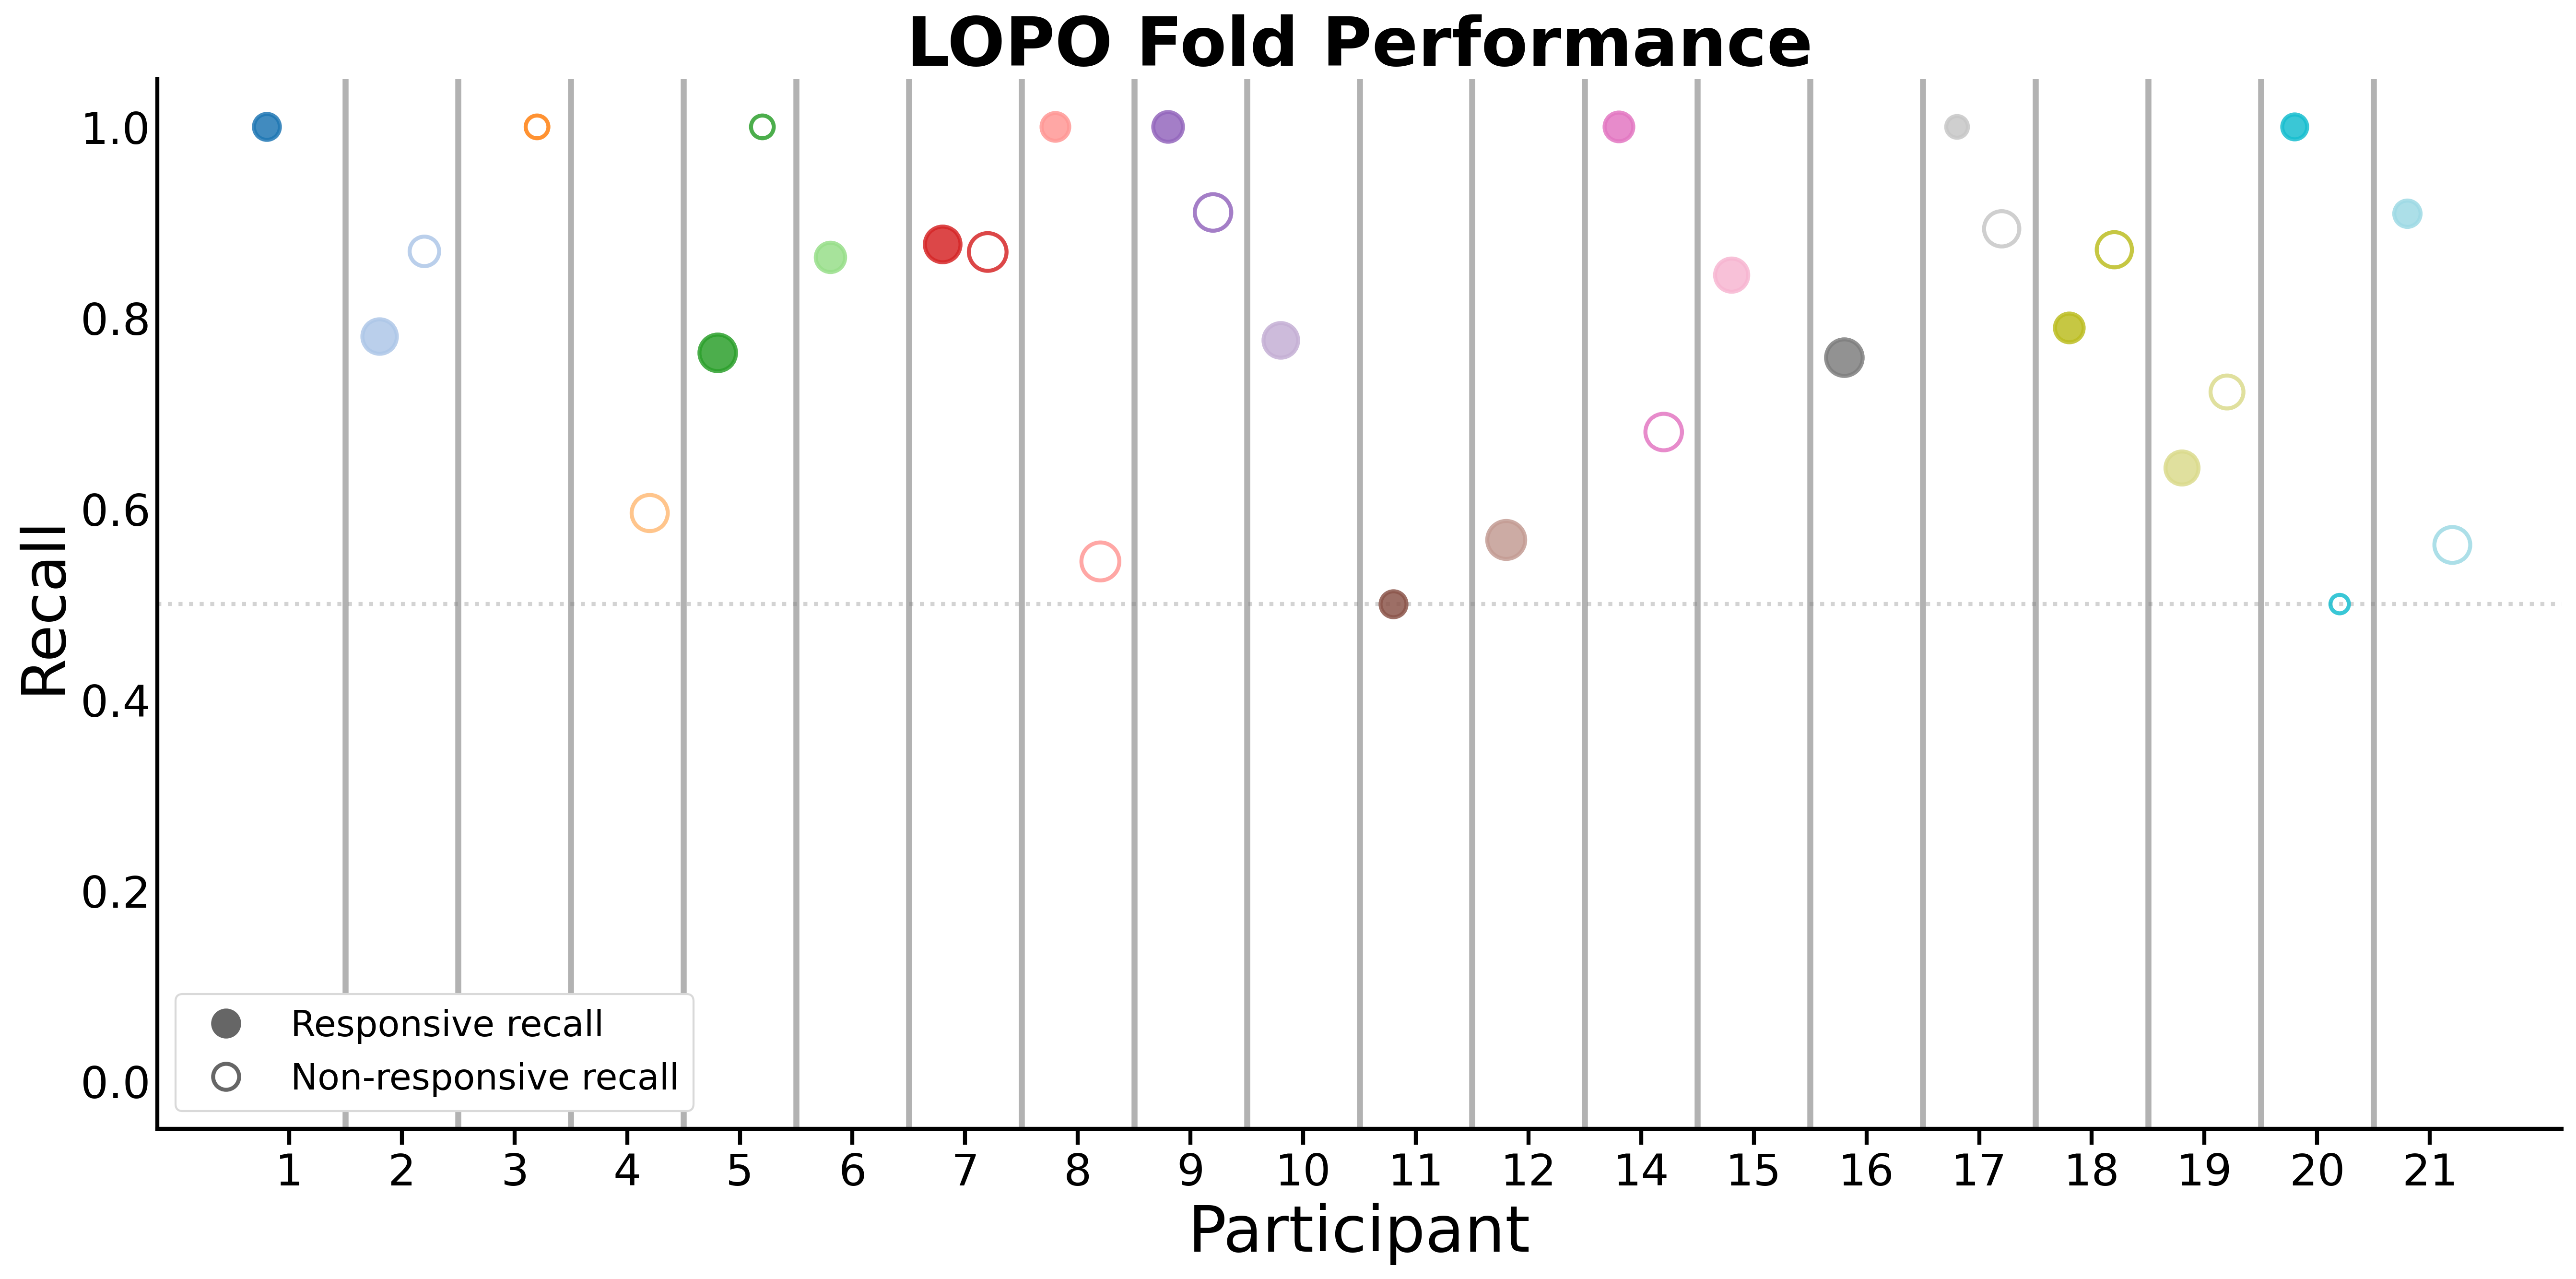 LOPO Fold Performance
Recall
1.0
0.8
0.6
0.4
0.2
0.0
Responsive recall
Non-responsive recall
1 2 3 4 5 6 7 8 9 10 11 12 14 15 16 17 18 19 20 21
Participant